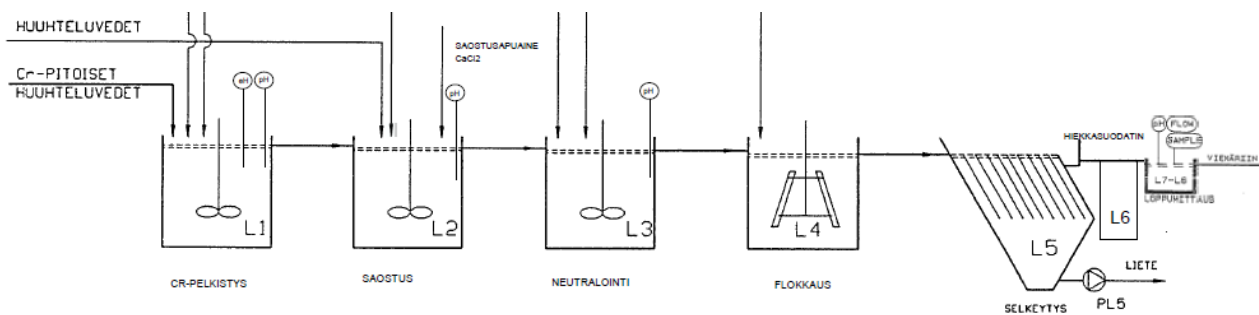 HUUHTELUVEDET
Cr-PITOISET
HUUHTELUVEDET
eH
pH
SAOSTUSAPUAINE
CaCl2
pH
pH
HIEKKASUODATIN
pH
FLOW
SAMPLE
VIEMÄRIIN
L7-L8
LOPPUMITTAUS
L1
L2
L3
L4
L5
L6
CR-PELKISTYS
SAOSTUS
NEUTRALOINTI
FLOKKAUS
SELKEYTYS
LIETE
PL5